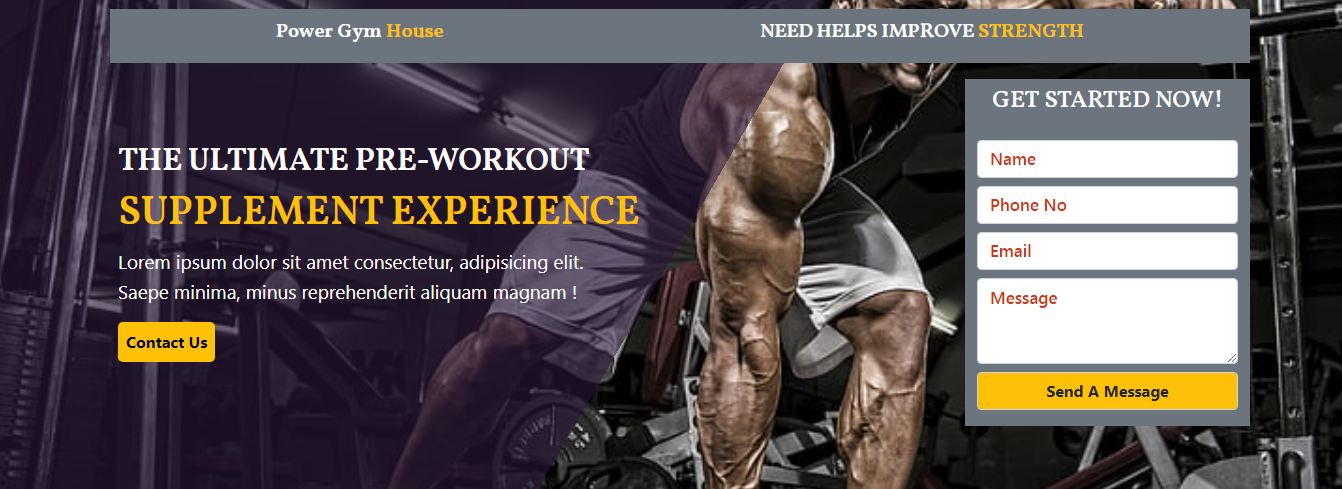 Power Gym House
NEED HELPS IMPROVE STRENGTH
THE ULTIMATE PRE-WORKOUT
SUPPLEMENT EXPERIENCE
Lorem ipsum dolor sit amet consectetur, adipisicing elit.
Saepe minima, minus reprehenderit aliquam magnam !
Contact Us
GET STARTED NOW!
Name
Phone No
Email
Message
Send A Message